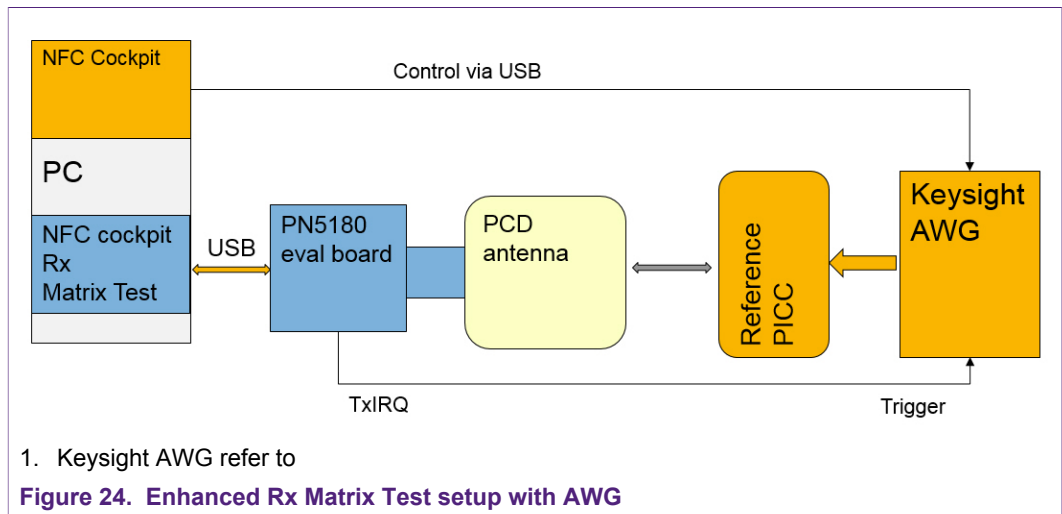 NFC Cockpit
Control via USB
PC
NFC cockpit
Rx
Matrix Test
USB
PN5180
eval board
PCD
antenna
Reference
PICC
Keysight
AWG
TxIRQ
Trigger
1. Keysight AWG refer to
Figure 24. Enhanced Rx Matrix Test setup with AWG